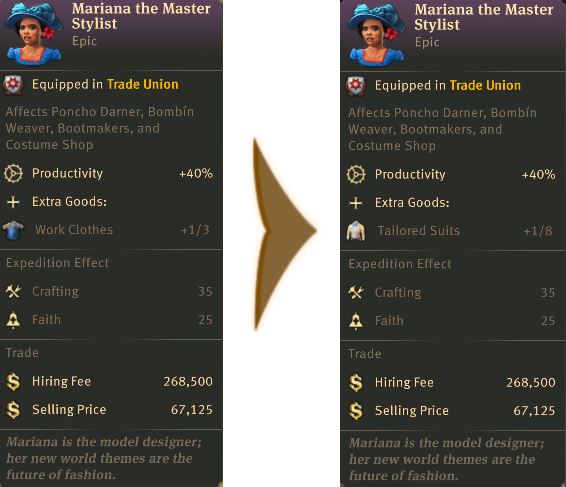 Mariana the Master
Stylist
Epic
Equipped in Trade Union
Affects Poncho Darner, Bombín
Weaver, Bootmakers, and
Costume Shop
Productivity +40%
Extra Goods:
Work Clothes +1/3
Expedition Effect
Crafting 35
Faith 25
Trade
Hiring Fee 268,500
Selling Price 67,125
Mariana is the model designer;
her new world themes are the
future of fashion.
Mariana the Master
Stylist
Epic
Equipped in Trade Union
Affects Poncho Darner, Bombín
Weaver, Bootmakers, and
Costume Shop
Productivity +40%
Extra Goods:
Tailored Suits +1/8
Expedition Effect
Crafting 35
Faith 25
Trade
Hiring Fee 268,500
Selling Price 67,125
Mariana is the model designer;
her new world themes are the
future of fashion.